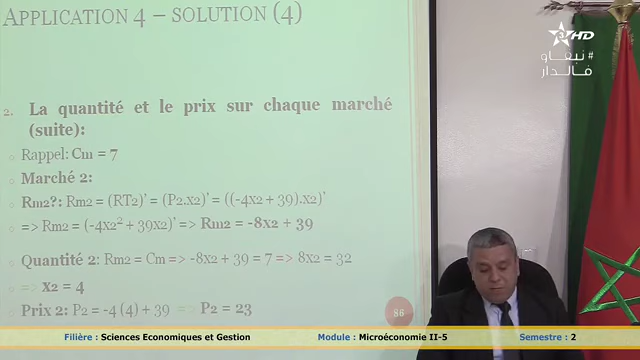 APPLICATION 4 – SOLUTION (4)
HD
# نبقاو
فالدار
2. La quantité et le prix sur chaque marché
(suite):
Rappel: Cm = 7
Marché 2:
Rm2?: Rm2 = (RT2)' = (P2.x2)' = ((-4x2 + 39).x2)'
=> Rm2 = (-4x2² + 39x2)' => Rm2 = -8x2 + 39
Quantité 2: Rm2 = Cm => -8x2 + 39 = 7 => 8x2 = 32
=> x2 = 4
Prix 2: P2 = -4 (4) + 39 => P2 = 23
86
Filière : Sciences Economiques et Gestion Module : Microéconomie II-5 Semestre : 2